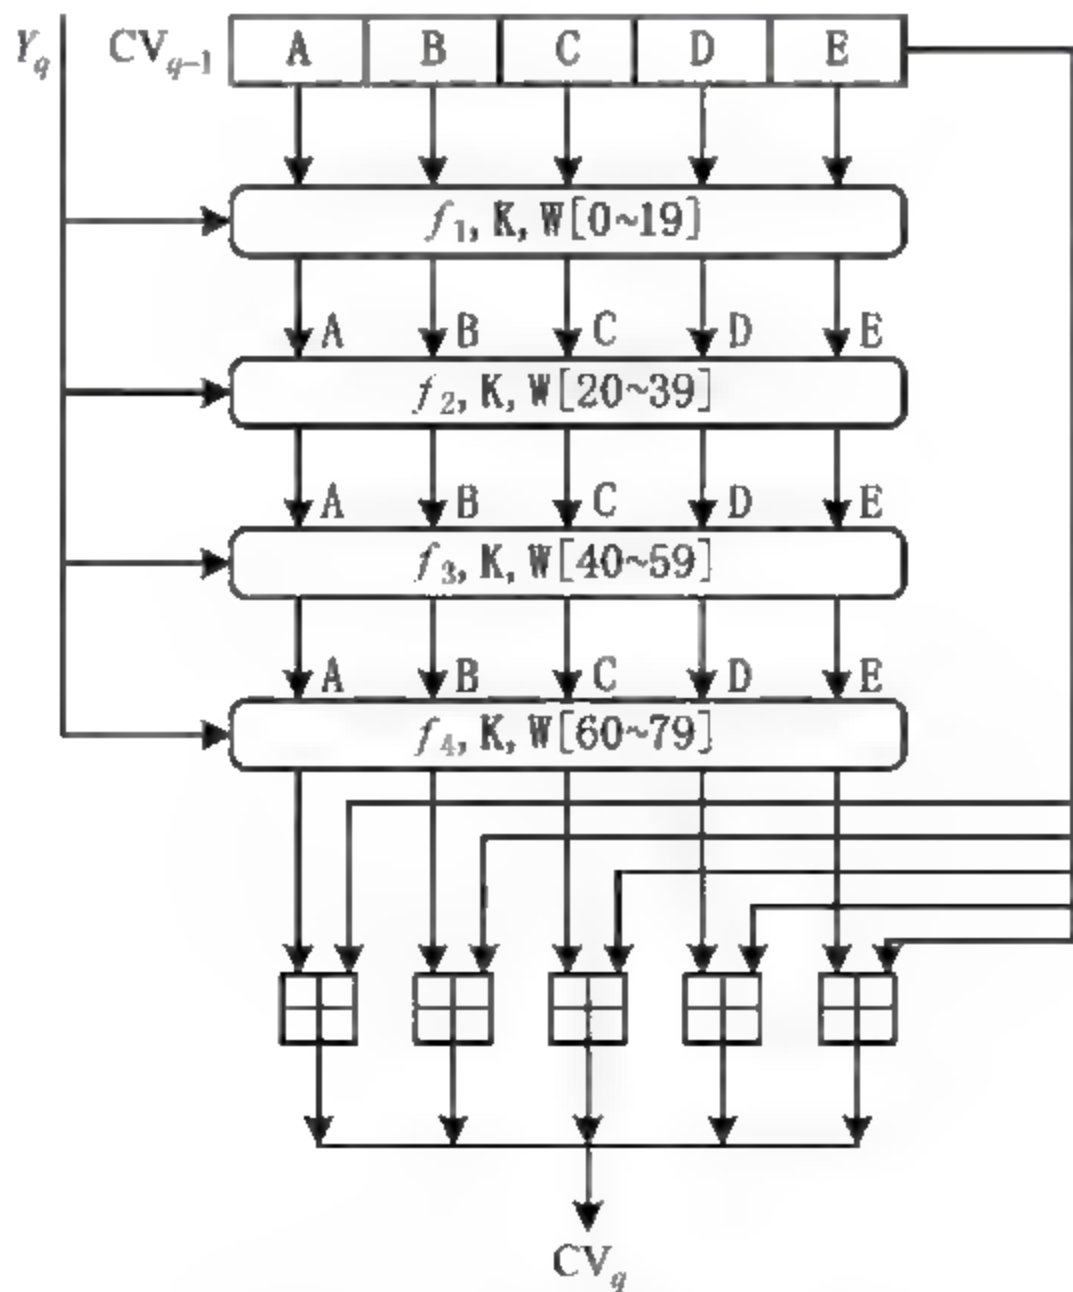 Y_q CV_{q-1} A B C D E
f_1, K, W[0~19]
A B C D E
f_2, K, W[20~39]
A B C D E
f_3, K, W[40~59]
A B C D E
f_4, K, W[60~79]
CV_q